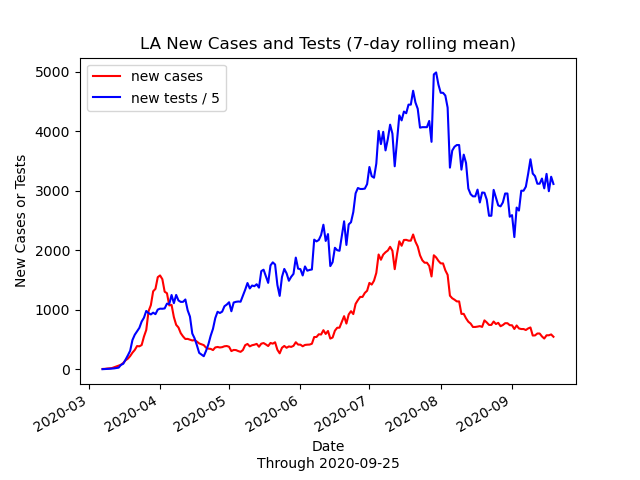 LA New Cases and Tests (7-day rolling mean)
new cases
new tests / 5
New Cases or Tests
5000
4000
3000
2000
1000
0
2020-03
2020-04
2020-05
2020-06
2020-07
2020-08
2020-09
Date
Through 2020-09-25